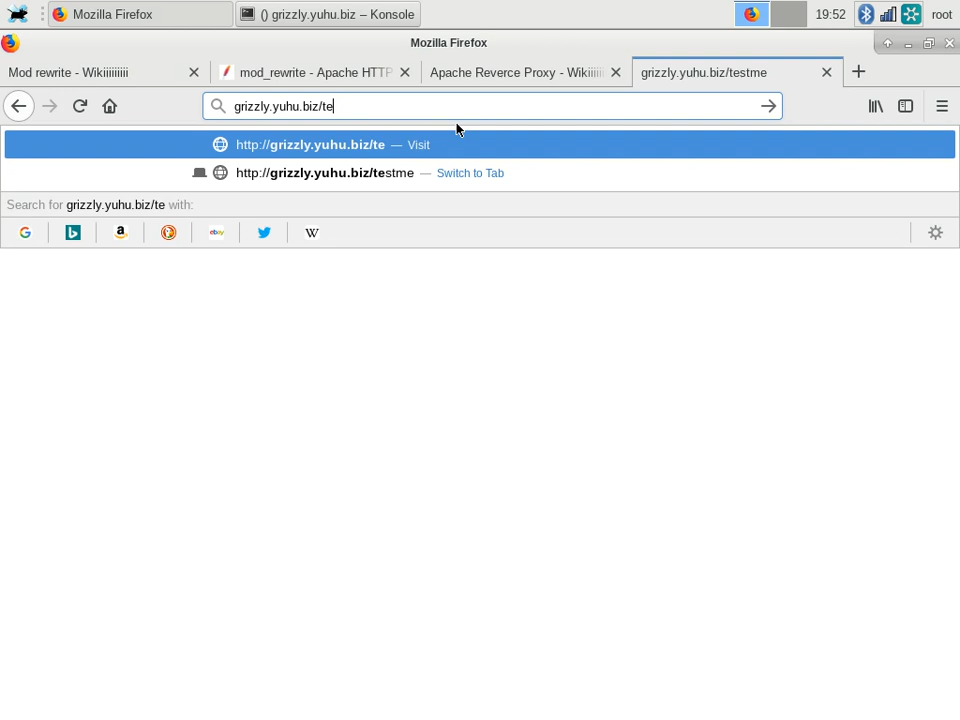 Mozilla Firefox
() grizzly.yuhu.biz – Konsole
19:52
root
Mozilla Firefox
Mod rewrite - Wikiiiiiiiii
mod_rewrite - Apache HTTP
Apache Reverce Proxy - Wikiiiii
grizzly.yuhu.biz/testme
grizzly.yuhu.biz/te
http://grizzly.yuhu.biz/te — Visit
http://grizzly.yuhu.biz/testme — Switch to Tab
Search for grizzly.yuhu.biz/te with:
G
b
a
ebay
W